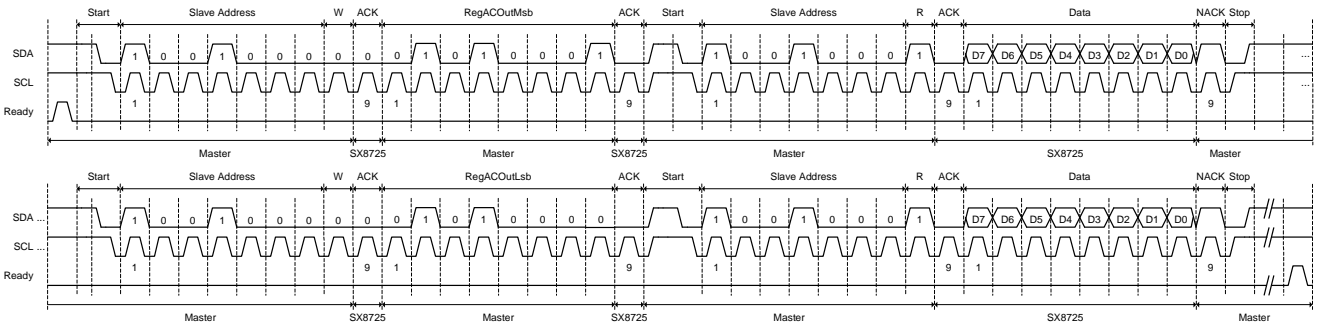 Start Slave Address W ACK RegACOutMsb ACK Start Slave Address R ACK Data NACK Stop
SDA 1 0 0 1 0 0 0 0 0 0 1 0 1 0 0 0 1 1 0 0 1 0 0 0 1 D7 D6 D5 D4 D3 D2 D1 D0 ...
SCL ...
1 9 1 9 1 9 1 9
Ready
Master SX8725 Master SX8725 Master SX8725 Master
Start Slave Address W ACK RegACOutLsb ACK Start Slave Address R ACK Data NACK Stop
SDA ... 1 0 0 1 0 0 0 0 0 0 1 0 1 0 0 0 0 1 0 0 1 0 0 0 1 D7 D6 D5 D4 D3 D2 D1 D0
SCL ...
1 9 1 9 1 9 1 9
Ready
Master SX8725 Master SX8725 Master SX8725 Master